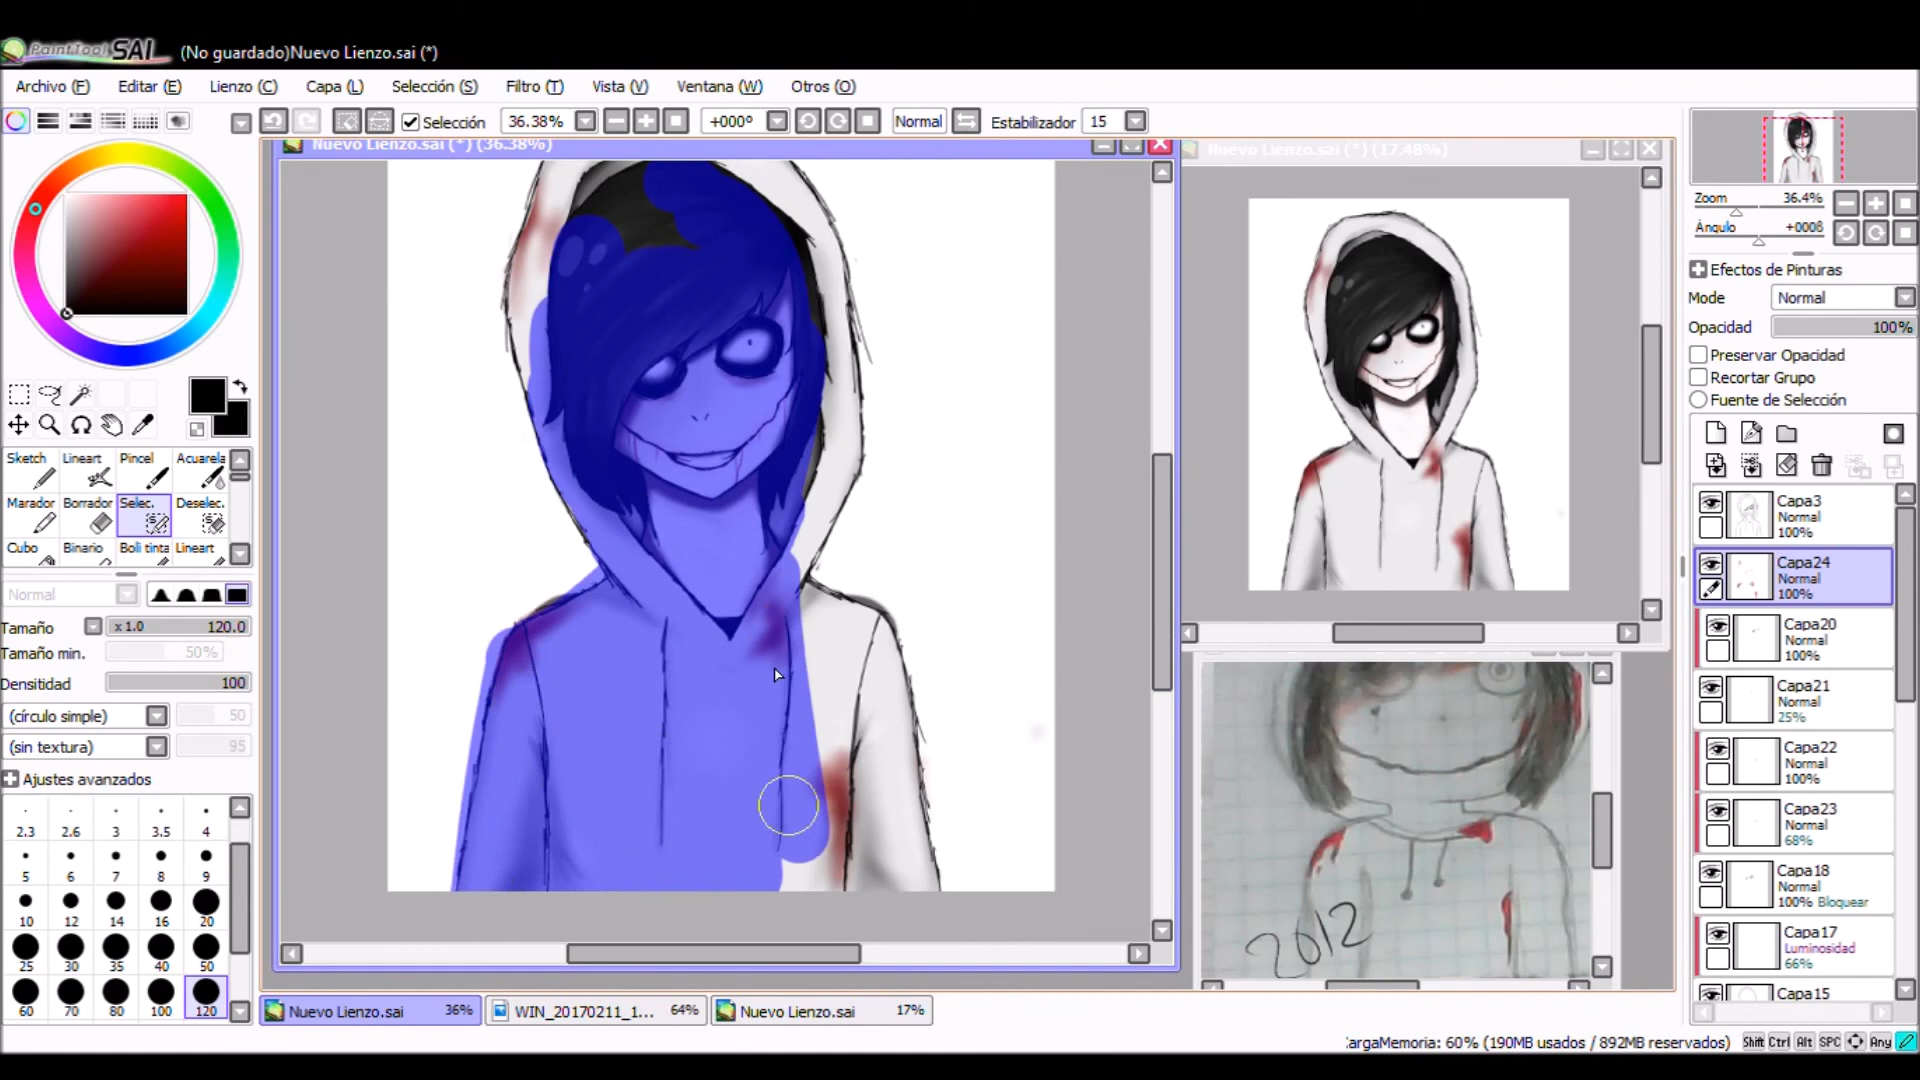 PaintTool SAI (No guardado)Nuevo Lienzo.sai (*)
Archivo (F) Editar (E) Lienzo (C) Capa (L) Selección (S) Filtro (T) Vista (V) Ventana (W) Otros (O)
Selección 36.38% +000º Normal Estabilizador 15
Nuevo Lienzo.sai (*) (36.38%)
Nuevo Lienzo.sai (*) (17.48%)
Zoom 36.4%
Ángulo +0008
Efectos de Pinturas
Mode Normal
Opacidad 100%
Preservar Opacidad
Recortar Grupo
Fuente de Selección
Sketch Lineart Pincel Acuarela
Marador Borrador Selec. Deselec.
Cubo Binario Boli tinta Lineart
Normal
Tamaño x 1.0 120.0
Tamaño min. 50%
Densitidad 100
(círculo simple) 50
(sin textura) 95
Ajustes avanzados
2.3 2.6 3 3.5 4
5 6 7 8 9
10 12 14 16 20
25 30 35 40 50
60 70 80 100 120
Capa3
Normal
100%
Capa24
Normal
100%
Capa20
Normal
100%
Capa21
Normal
25%
Capa22
Normal
100%
Capa23
Normal
68%
Capa18
Normal
100% Bloquear
Capa17
Luminosidad
66%
Capa15
2012
Nuevo Lienzo.sai 36% WIN_20170211_1... 64% Nuevo Lienzo.sai 17%
argaMemoria: 60% (190MB usados / 892MB reservados) Shift Ctrl Alt SPC Any